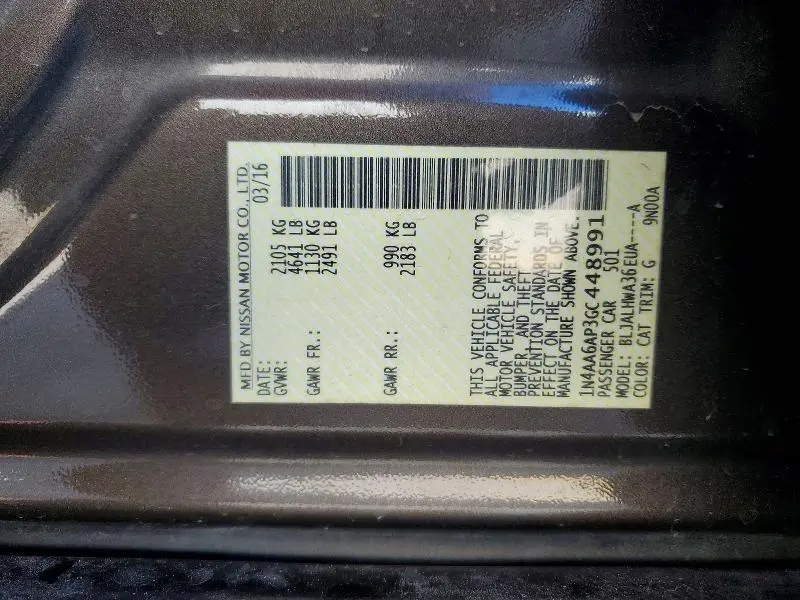 MFD BY NISSAN MOTOR CO., LTD.
DATE: 03/16
GVWR: 2105 KG
4641 LB
GAWR FR.: 1130 KG
2491 LB
GAWR RR.: 990 KG
2183 LB
THIS VEHICLE CONFORMS TO
ALL APPLICABLE FEDERAL
MOTOR VEHICLE SAFETY,
BUMPER, AND THEFT
PREVENTION STANDARDS IN
EFFECT ON THE DATE OF
MANUFACTURE SHOWN ABOVE.
1N4AA6AP3GC448991
PASSENGER CAR 501
MODEL: BLJALHWA36EUA----A
COLOR: CAT TRIM: G 9N00A